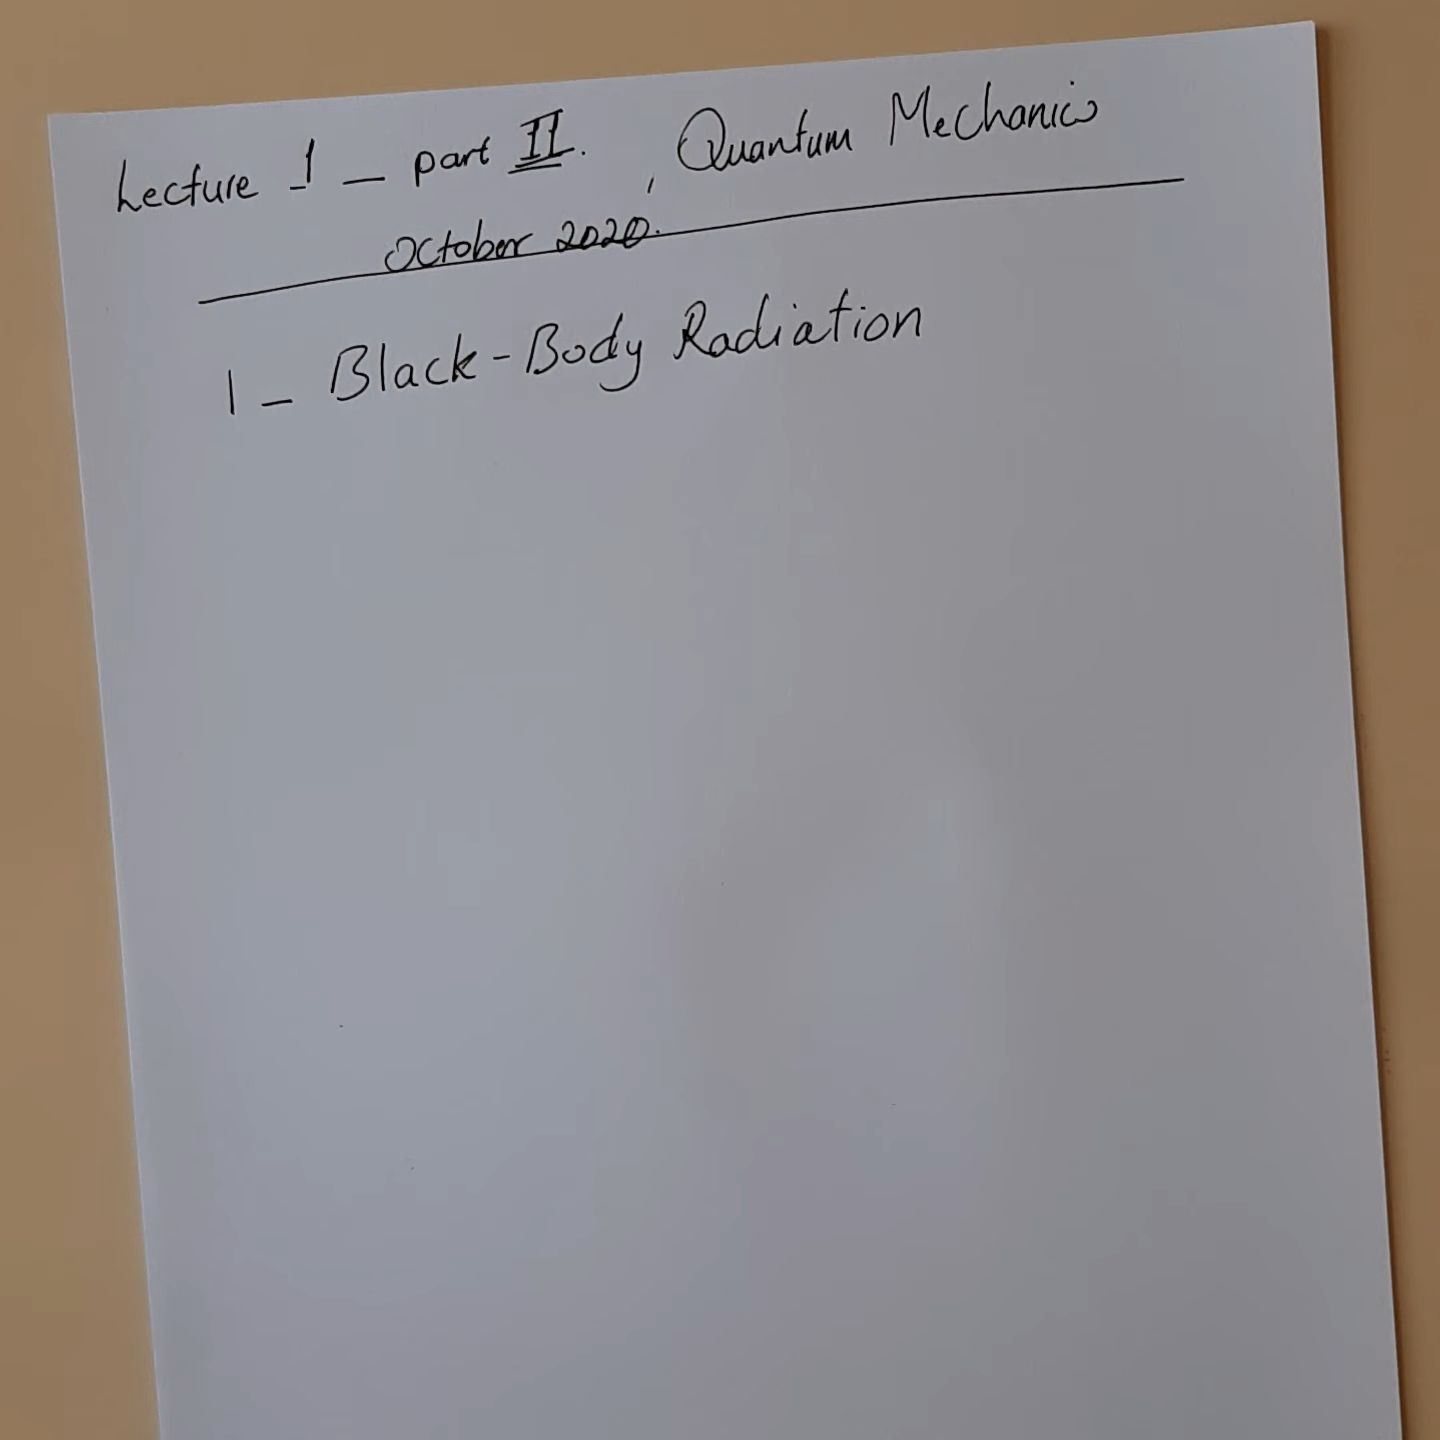 Lecture 1 - part II. , Quantum Mechanics
October 2020.
1 - Black-Body Radiation